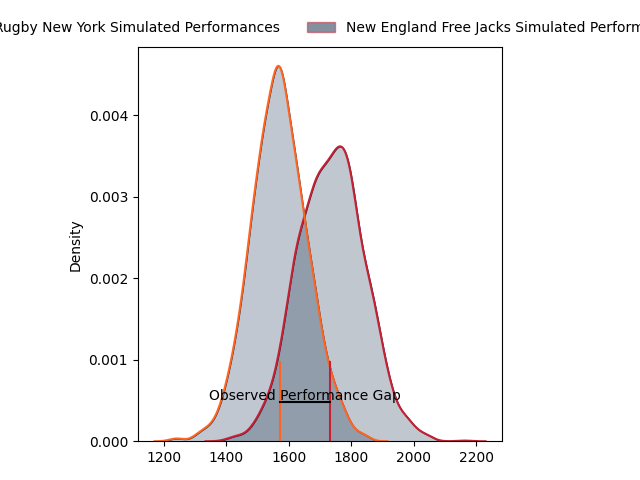 Rugby New York Simulated Performances
New England Free Jacks Simulated Perform
Density
0.004
0.003
0.002
0.001
0.000
Observed Performance Gap
1200 1400 1600 1800 2000 2200